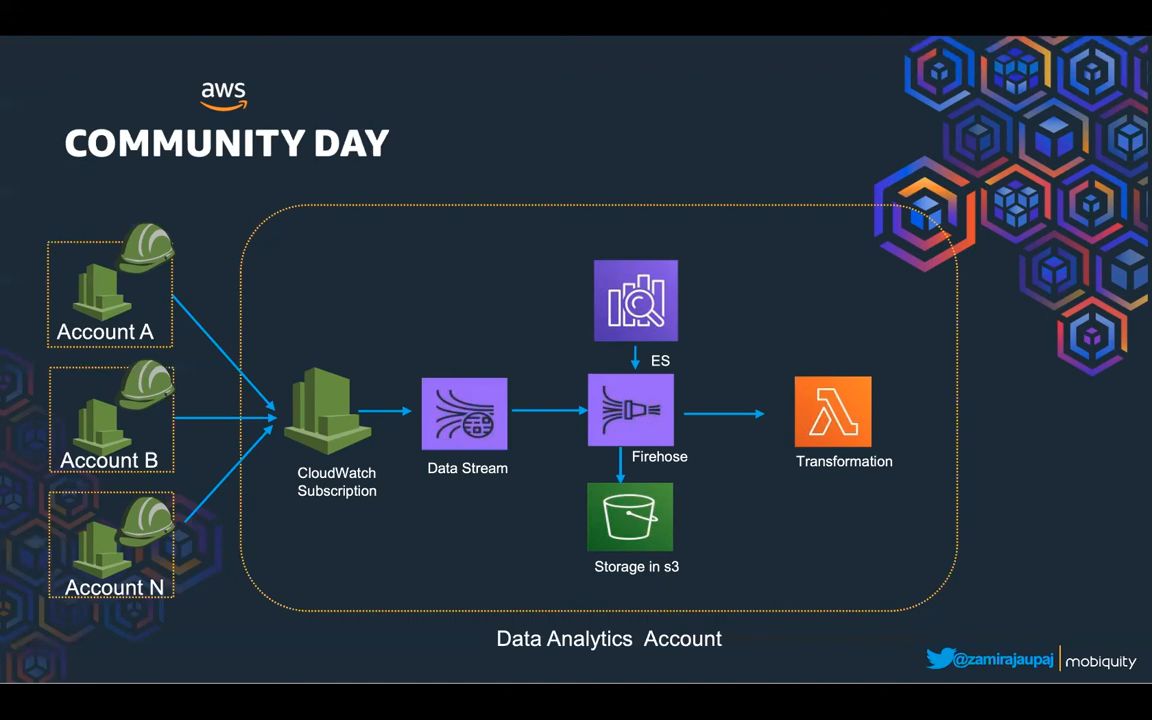 aws
COMMUNITY DAY
Account A
Account B
Account N
CloudWatch
Subscription
Data Stream
ES
Firehose
Storage in s3
Transformation
Data Analytics Account
@zamirajaupaj
mobiquity